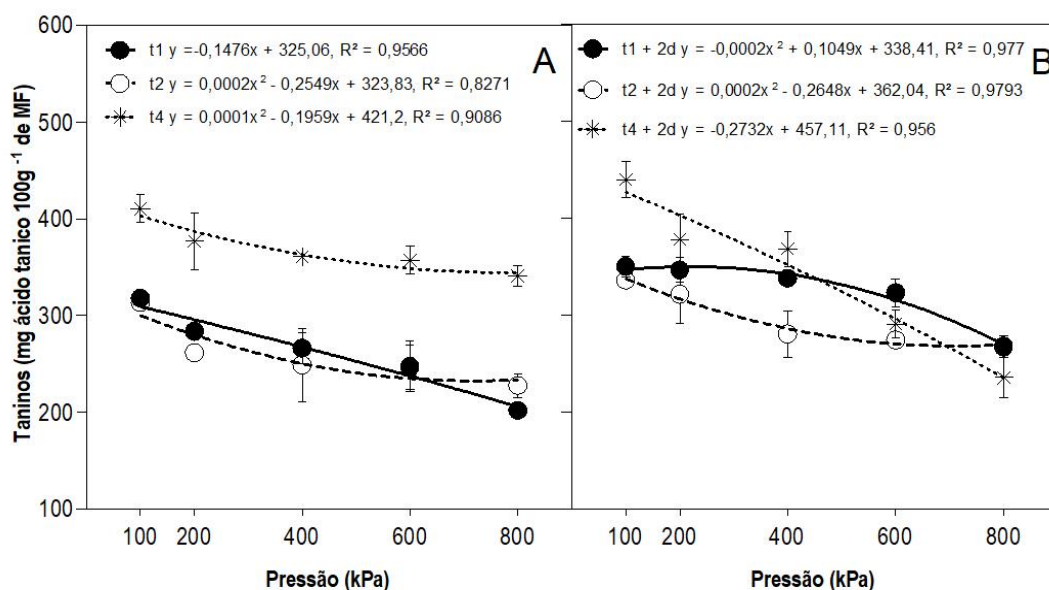 600
500
400
300
200
100
Taninos (mg ácido tanico 100g⁻¹ de MF)
t1 y =-0,1476x + 325,06, R² = 0,9566
t2 y = 0,0002x² - 0,2549x + 323,83, R² = 0,8271
t4 y = 0,0001x² - 0,1959x + 421,2, R² = 0,9086
A
100 200 400 600 800
Pressão (kPa)
t1 + 2d y = -0,0002x² + 0,1049x + 338,41, R² = 0,977
t2 + 2d y = 0,0002x² - 0,2648x + 362,04, R² = 0,9793
t4 + 2d y = -0,2732x + 457,11, R² = 0,956
B
100 200 400 600 800
Pressão (kPa)